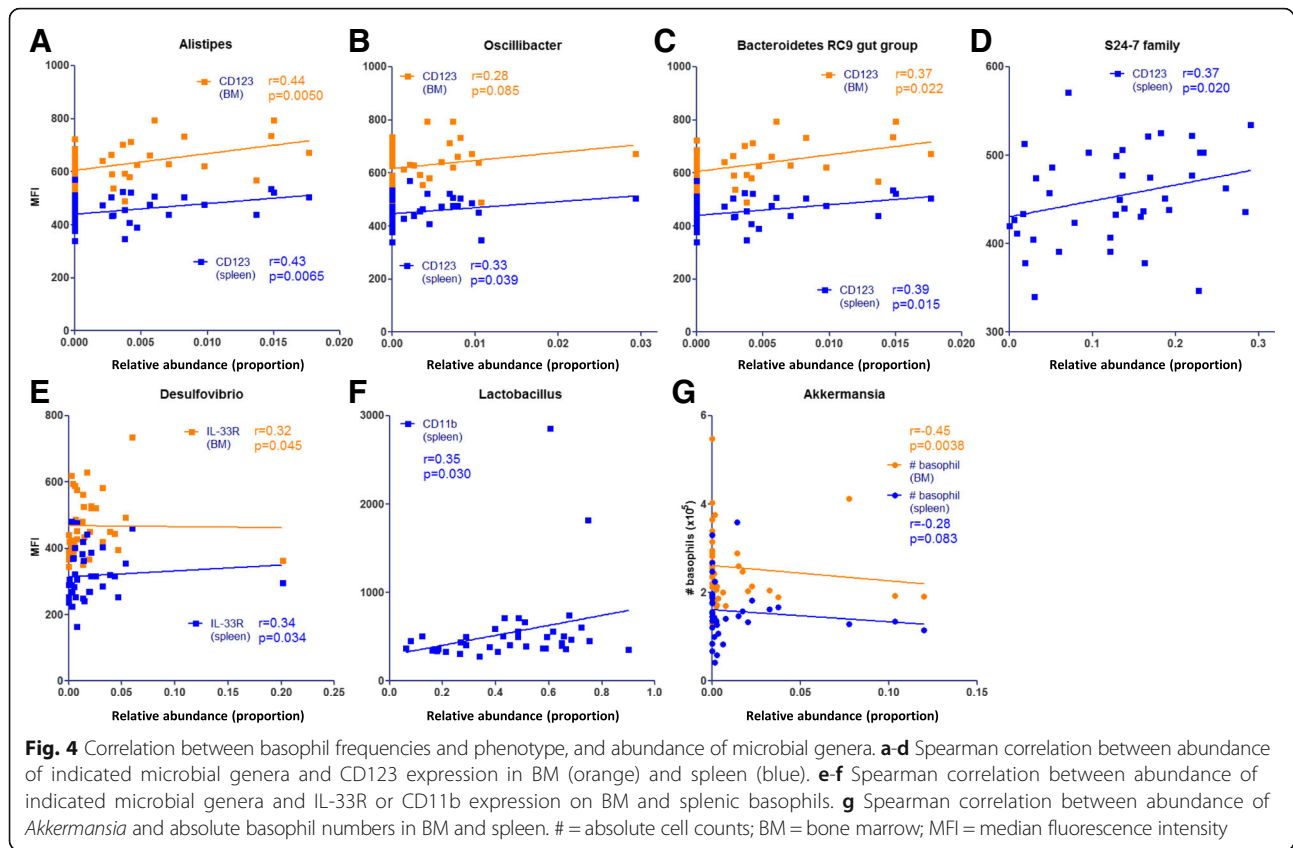 A
Alistipes
1000
800
600
400
200
0
MFI
CD123
(BM)
r=0.44
p=0.0050
CD123
(spleen)
r=0.43
p=0.0065
0.000 0.005 0.010 0.015 0.020
Relative abundance (proportion)
B
Oscillibacter
1000
800
600
400
200
0
CD123
(BM)
r=0.28
p=0.085
CD123
(spleen)
r=0.33
p=0.039
0.00 0.01 0.02 0.03
Relative abundance (proportion)
C
Bacteroidetes RC9 gut group
1000
800
600
400
200
0
CD123
(BM)
r=0.37
p=0.022
CD123
(spleen)
r=0.39
p=0.015
0.000 0.005 0.010 0.015 0.020
Relative abundance (proportion)
D
S24-7 family
600
500
400
300
CD123
(spleen)
r=0.37
p=0.020
0.0 0.1 0.2 0.3
Relative abundance (proportion)
E
Desulfovibrio
800
600
400
200
0
MFI
IL-33R
(BM)
r=0.32
p=0.045
IL-33R
(spleen)
r=0.34
p=0.034
0.00 0.05 0.10 0.15 0.20 0.25
Relative abundance (proportion)
F
Lactobacillus
3000
2000
1000
0
CD11b
(spleen)
r=0.35
p=0.030
0.0 0.2 0.4 0.6 0.8 1.0
Relative abundance (proportion)
G
Akkermansia
6
4
2
0
# basophils (x10⁵)
r=-0.45
p=0.0038
# basophil
(BM)
# basophil
(spleen)
r=-0.28
p=0.083
0.00 0.05 0.10 0.15
Relative abundance (proportion)
Fig. 4 Correlation between basophil frequencies and phenotype, and abundance of microbial genera. a-d Spearman correlation between abundance
of indicated microbial genera and CD123 expression in BM (orange) and spleen (blue). e-f Spearman correlation between abundance of
indicated microbial genera and IL-33R or CD11b expression on BM and splenic basophils. g Spearman correlation between abundance of
Akkermansia and absolute basophil numbers in BM and spleen. # = absolute cell counts; BM = bone marrow; MFI = median fluorescence intensity